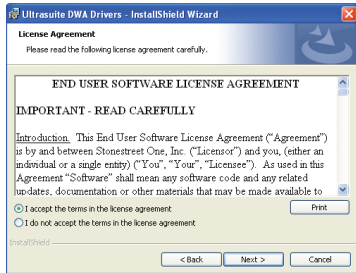 Ultrasuite DWA Drivers - InstallShield Wizard
License Agreement
Please read the following license agreement carefully.
END USER SOFTWARE LICENSE AGREEMENT
IMPORTANT - READ CAREFULLY
Introduction. This End User Software License Agreement ("Agreement")
is by and between Stonestreet One, Inc. ("Licensor") and you, (either an
individual or a single entity) ("You", "Your", "Licensee"). As used in this
Agreement "Software" shall mean any software code and any related
updates, documentation or other materials that may be made available to
I accept the terms in the license agreement
Print
I do not accept the terms in the license agreement
InstallShield
< Back
Next >
Cancel